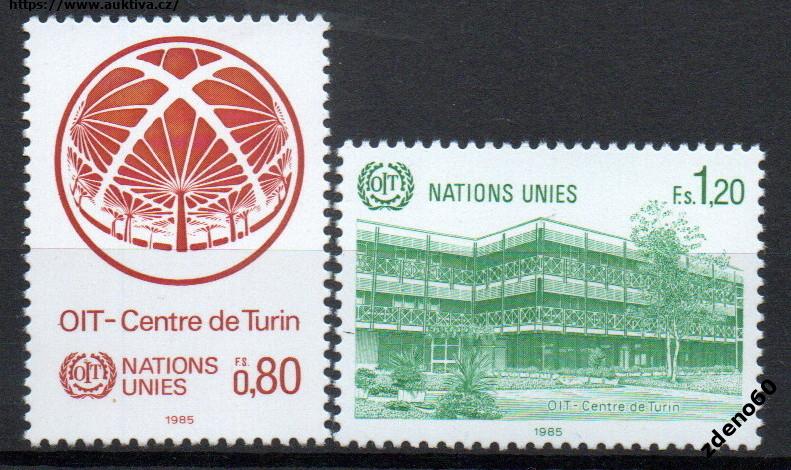 https://www.auktiva.cz/
OIT-Centre de Turin
OIT
NATIONS
UNIES
F.S.
0,80
1985
OIT
NATIONS UNIES
F.s.1,20
OIT - Centre de Turin
1985
zdeno60